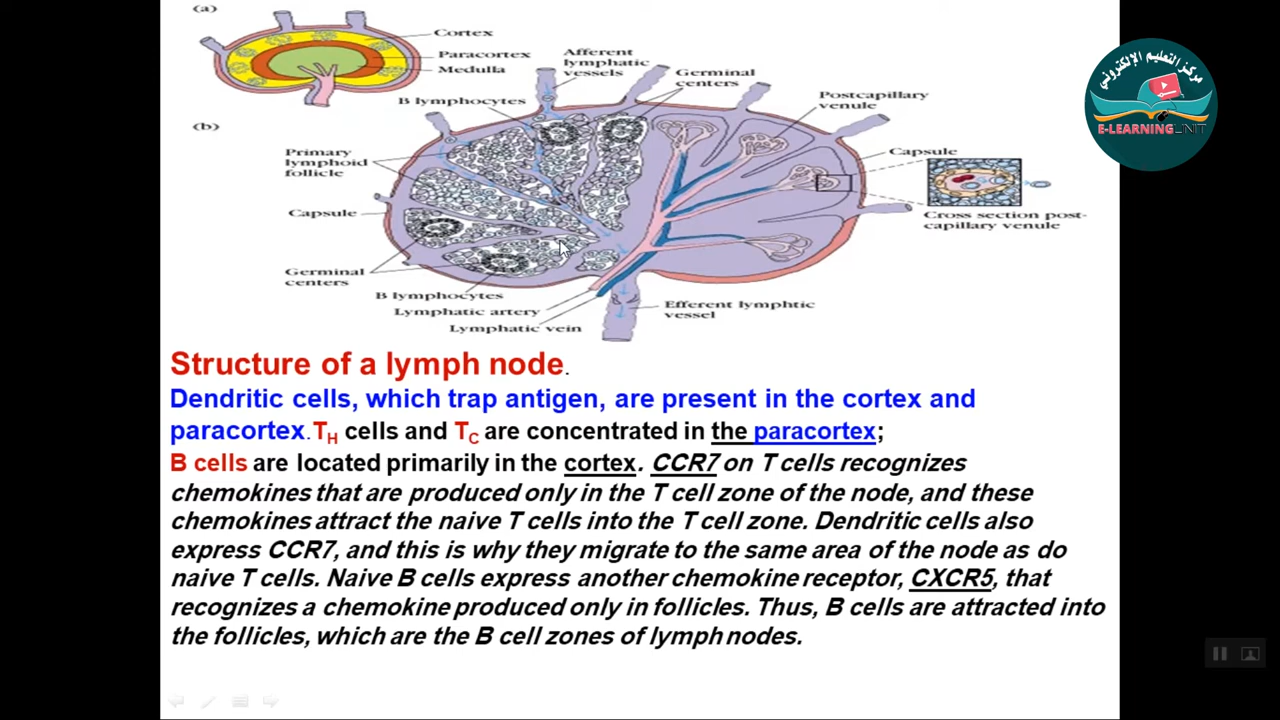 (a)
Cortex
Paracortex
Medulla
Afferent
lymphatic
vessels
Germinal
centers
B lymphocytes
Postcapillary
venule
مركز التعليم الإلكتروني
E-LEARNING UNIT
(b)
Primary
lymphoid
follicle
Capsule
Capsule
Cross section post-
capillary venule
Germinal
centers
B lymphocytes
Lymphatic artery
Lymphatic vein
Efferent lymphtic
vessel
Structure of a lymph node.
Dendritic cells, which trap antigen, are present in the cortex and
paracortex. TH cells and TC are concentrated in the paracortex;
B cells are located primarily in the cortex. CCR7 on T cells recognizes
chemokines that are produced only in the T cell zone of the node, and these
chemokines attract the naive T cells into the T cell zone. Dendritic cells also
express CCR7, and this is why they migrate to the same area of the node as do
naive T cells. Naive B cells express another chemokine receptor, CXCR5, that
recognizes a chemokine produced only in follicles. Thus, B cells are attracted into
the follicles, which are the B cell zones of lymph nodes.